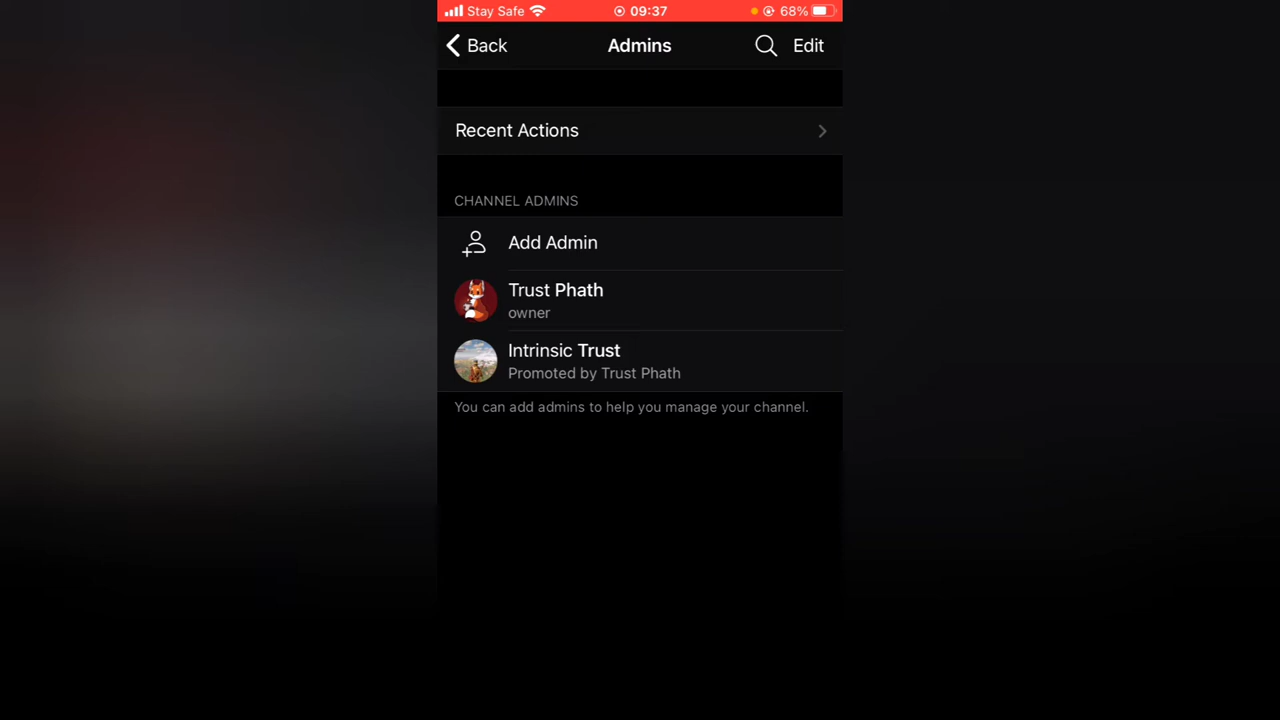 Stay Safe 09:37 68%
Back Admins Edit
Recent Actions
CHANNEL ADMINS
Add Admin
Trust Phath
owner
Intrinsic Trust
Promoted by Trust Phath
You can add admins to help you manage your channel.